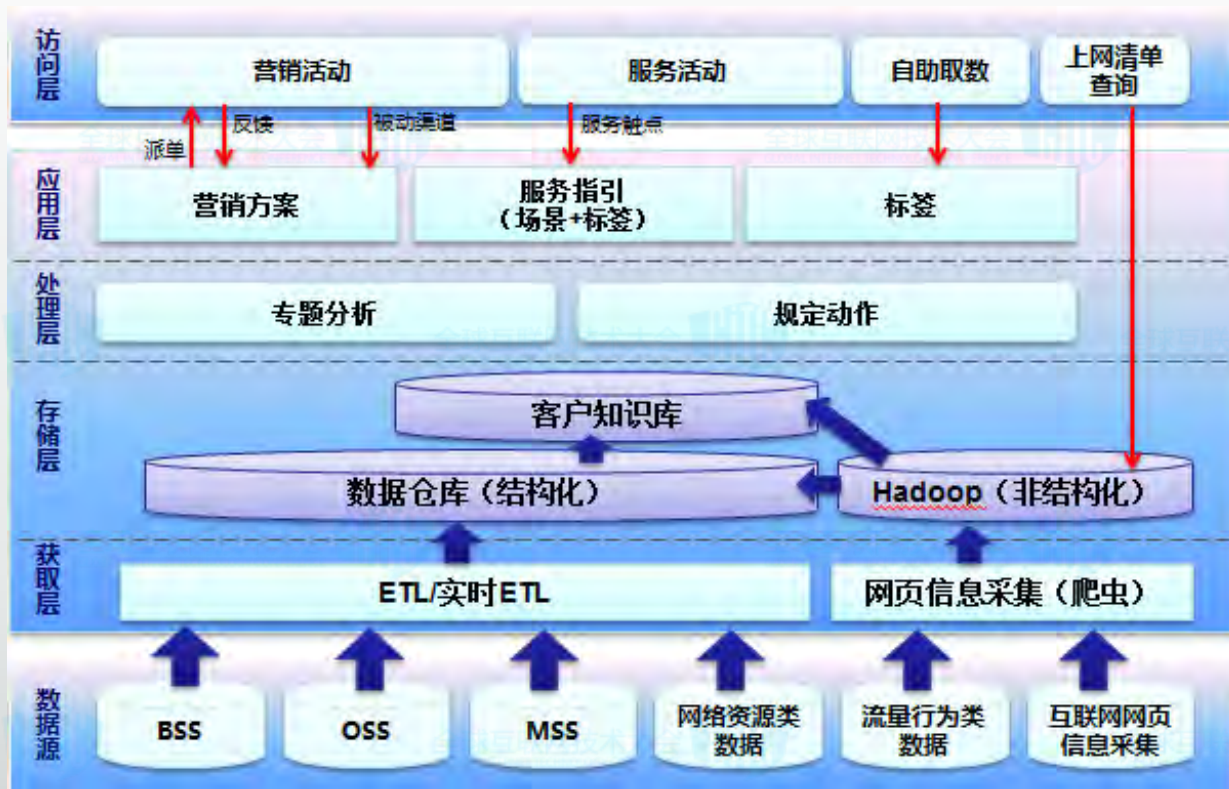 访问层
营销活动
服务活动
自助取数
上网清单
查询
派单
反馈
被动渠道
服务触点
应用层
营销方案
服务指引
（场景+标签）
标签
处理层
专题分析
规定动作
存储层
客户知识库
数据仓库（结构化）
Hadoop（非结构化）
获取层
ETL/实时ETL
网页信息采集（爬虫）
数据源
BSS
OSS
MSS
网络资源类
数据
流量行为类
数据
互联网网页
信息采集